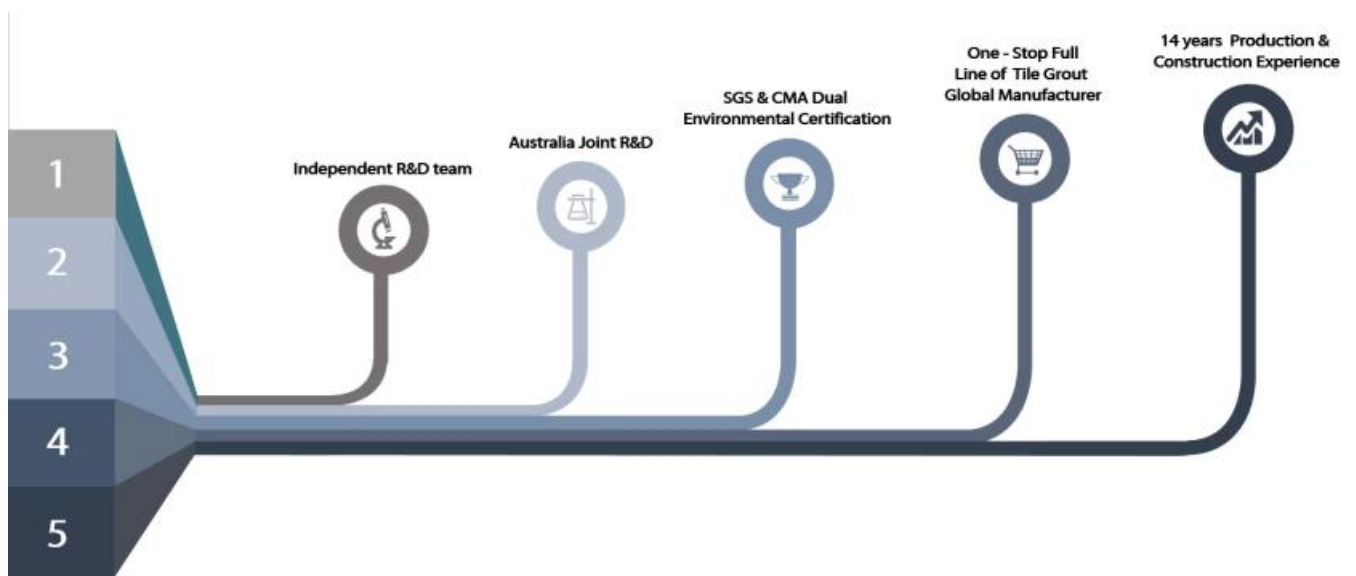 1
2
3
4
5
Independent R&D team
Australia Joint R&D
SGS & CMA Dual
Environmental Certification
One - Stop Full
Line of Tile Grout
Global Manufacturer
14 years Production &
Construction Experience